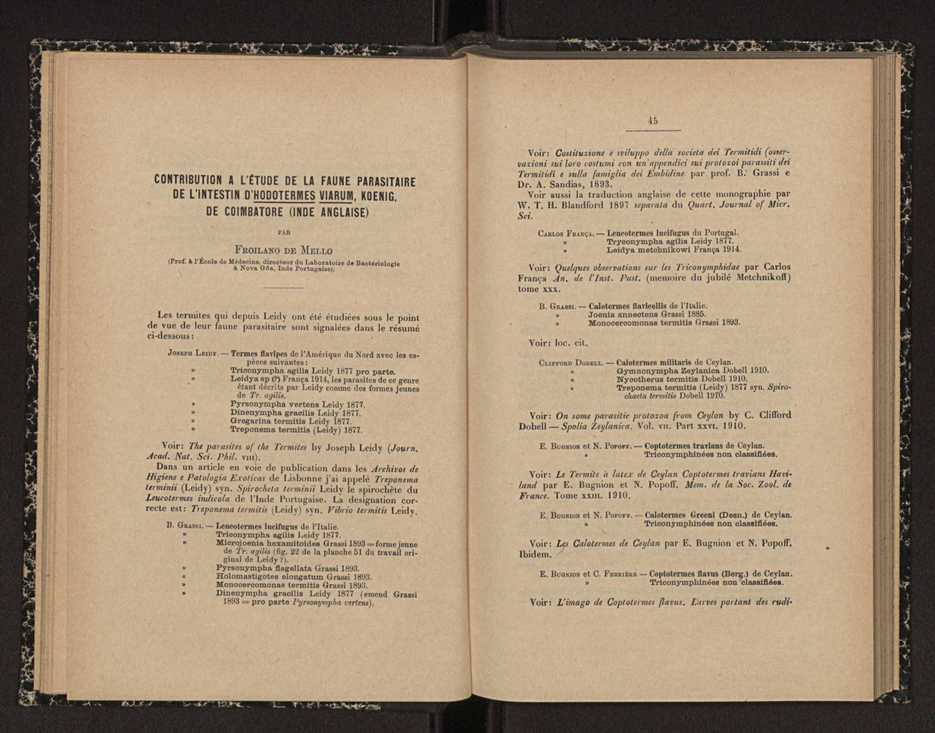 CONTRIBUTION A L'ÉTUDE DE LA FAUNE PARASITAIRE
DE L'INTESTIN D'HODOTERMES VIARUM, KOENIG,
DE COIMBATORE (INDE ANGLAISE)
PAR
FROILANO DE MELLO
(Prof. à l'École de Médecine, directeur du Laboratoire de Bactériologie
à Nova Gôa, Inde Portugaise).
Les termites qui depuis Leidy ont été étudiées sous le point
de vue de leur faune parasitaire sont signalées dans le résumé
ci-dessous:
JOSEPH LEIDY. — Termes flavipes de l'Amérique du Nord avec les es-
pèces suivantes:
» Triconympha agilis Leidy 1877 pro parte.
» Leidya sp (?) França 1914, les parasites de ce genre
étant décrits par Leidy comme des formes jeunes
de Tr. agilis.
» Pyrsonympha vertens Leidy 1877.
» Dinenympha gracilis Leidy 1877.
» Gregarina termitis Leidy 1877.
» Treponema termitis (Leidy) 1877.
Voir: The parasites of the Termites by Joseph Leidy (Journ.
Acad. Nat. Sci. Phil. VIII).
Dans un article en voie de publication dans les Archivos de
Higiene e Patologia Exoticas de Lisbonne j'ai appelé Treponema
terminii (Leidy) syn. Spirocheta terminii Leidy le spirochète du
Leucotermes indicola de l'Inde Portugaise. La designation cor-
recte est: Treponema termitis (Leidy) syn. Vibrio termitis Leidy.
B. GRASSI. — Leucotermes lucifugus de l'Italie.
» Triconympha agilis Leidy 1877.
» Microjoenia hexamitoides Grassi 1893 = forme jeune
de Tr. agilis (fig. 22 de la planche 51 du travail ori-
ginal de Leidy?).
» Pyrsonympha flagellata Grassi 1893.
» Holomastigotes elongatum Grassi 1893.
» Monocercomonas termitis Grassi 1893.
» Dinenympha gracilis Leidy 1877 (emend Grassi
1893 = pro parte Pyrsonympha vertens).
45
Voir: Costituzione e sviluppo della societa dei Termitidi (osser-
vazioni sui loro costumi con un'appendici sui protozoi parassiti dei
Termitidi e sulla famiglia dei Embidine par prof. B. Grassi e
Dr. A. Sandias, 1893.
Voir aussi la traduction anglaise de cette monographie par
W. T. H. Blandford 1897 separata du Quart. Journal of Micr.
Sci.
CARLOS FRANÇA. — Leucotermes lucifugus du Portugal.
» Tryconympha agilis Leidy 1877.
» Leidya metchnikowi França 1914.
Voir: Quelques observations sur les Triconymphidae par Carlos
França An. de l'Inst. Past. (memoire du jubilé Metchnikoff)
tome XXX.
B. GRASSI. — Calotermes flavicollis de l'Italie.
» Joenia annectens Grassi 1885.
» Monocercomonas termitis Grassi 1893.
Voir: loc. cit.
CLIFFORD DOBELL. — Calotermes militaris de Ceylan.
» Gymnonympha Zeylanica Dobell 1910.
» Nycotherus termitis Dobell 1910.
» Treponema termitis (Leidy) 1877 syn. Spiro-
chaeta termitis Dobell 1910.
Voir: On some parasitic protozoa from Ceylon by C. Clifford
Dobell — Spolia Zeylanica. Vol. VII. Part XXVI. 1910.
E. BUGNION et N. POPOFF. — Coptotermes travians de Ceylan.
» Triconymphinées non classifiées.
Voir: Le Termite à latex de Ceylan Coptotermes travians Havi-
land par E. Bugnion et N. Popoff. Mem. de la Soc. Zool. de
France. Tome XXIII. 1910.
E. BUGNION et N. POPOFF. — Calotermes Greeni (Desn.) de Ceylan.
» Triconymphinées non classifiées.
Voir: Les Calotermes de Ceylan par E. Bugnion et N. Popoff.
Ibidem.
E. BUGNION et C. FERRIÈRE — Coptotermes flavus (Berg.) de Ceylan.
Triconymphinées non classifiées.
Voir: L'imago de Coptotermes flavus. Larves portant des rudi-